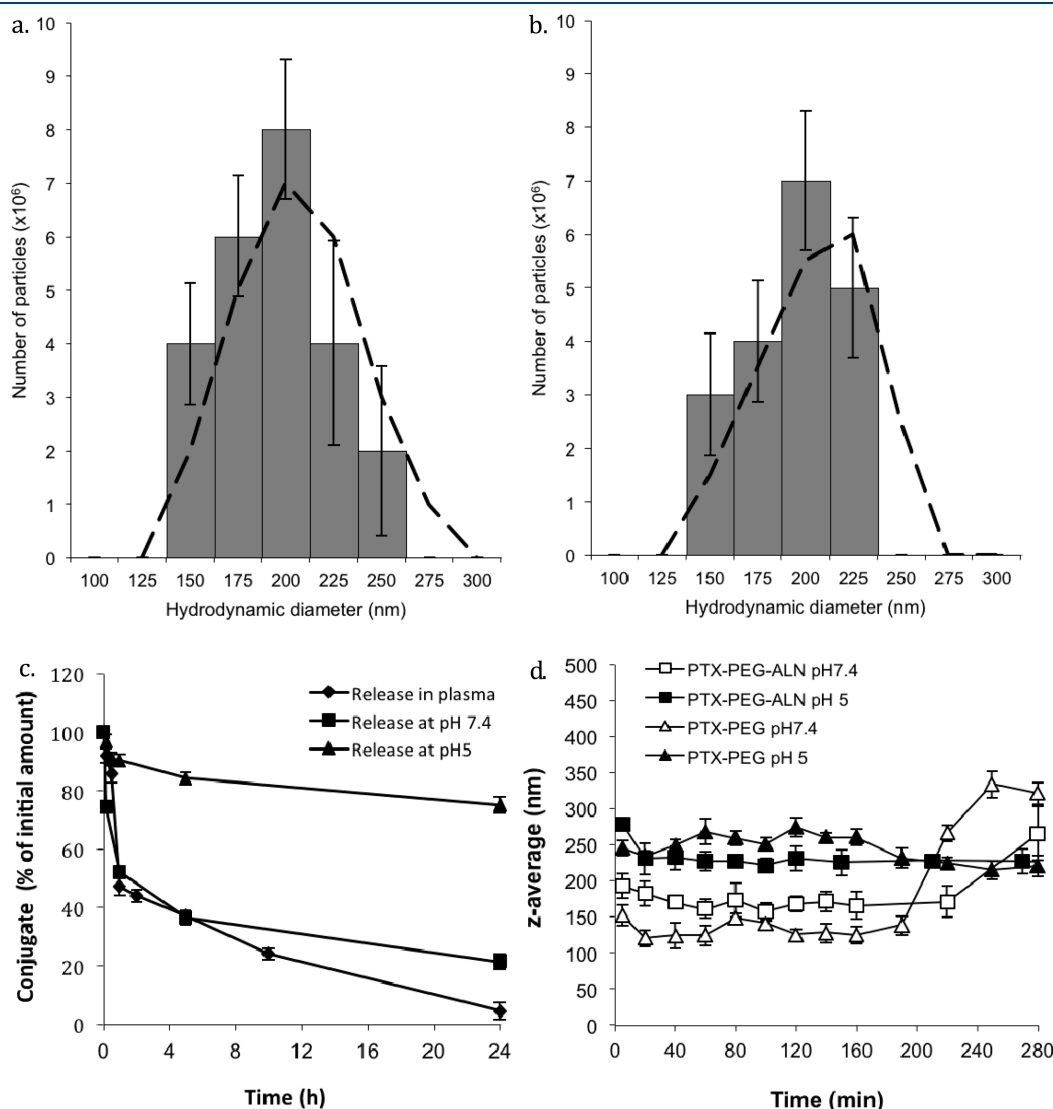 a.
10
9
8
7
6
5
4
3
2
1
0
Number of particles (x10⁶)
100 125 150 175 200 225 250 275 300
Hydrodynamic diameter (nm)
b.
10
9
8
7
6
5
4
3
2
1
0
Number of particles (x10⁶)
100 125 150 175 200 225 250 275 300
Hydrodynamic diameter (nm)
c.
120
100
80
60
40
20
0
Conjugate (% of initial amount)
Release in plasma
Release at pH 7.4
Release at pH5
0 4 8 12 16 20 24
Time (h)
d.
500
450
400
350
300
250
200
150
100
50
0
z-average (nm)
PTX-PEG-ALN pH7.4
PTX-PEG-ALN pH 5
PTX-PEG pH7.4
PTX-PEG pH 5
0 40 80 120 160 200 240 280
Time (min)